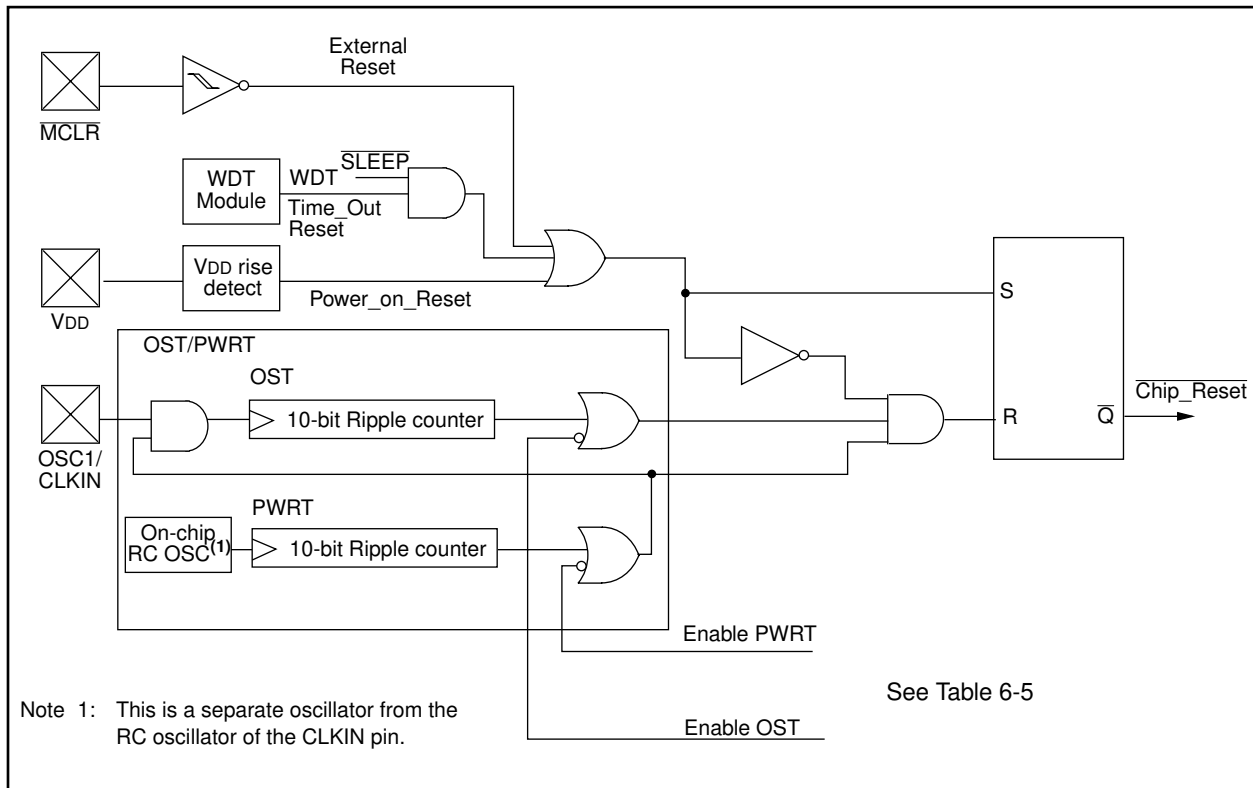 External
Reset
MCLR
SLEEP
WDT
Module
WDT
Time_Out
Reset
VDD rise
detect
Power_on_Reset
VDD
S
OST/PWRT
OST
10-bit Ripple counter
Chip_Reset
R
Q
OSC1/
CLKIN
PWRT
On-chip
RC OSC(1)
10-bit Ripple counter
Enable PWRT
See Table 6-5
Note 1: This is a separate oscillator from the
RC oscillator of the CLKIN pin.
Enable OST